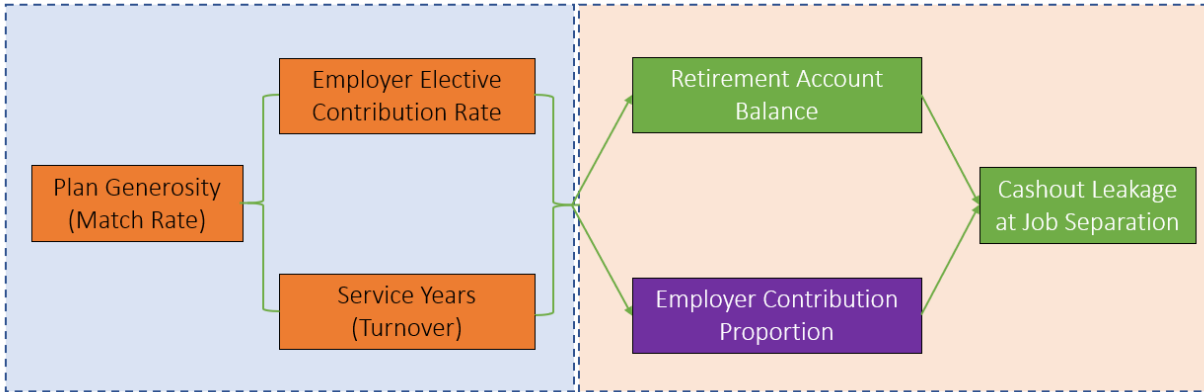 Plan Generosity
(Match Rate)
Employer Elective
Contribution Rate
Service Years
(Turnover)
Retirement Account
Balance
Employer Contribution
Proportion
Cashout Leakage
at Job Separation